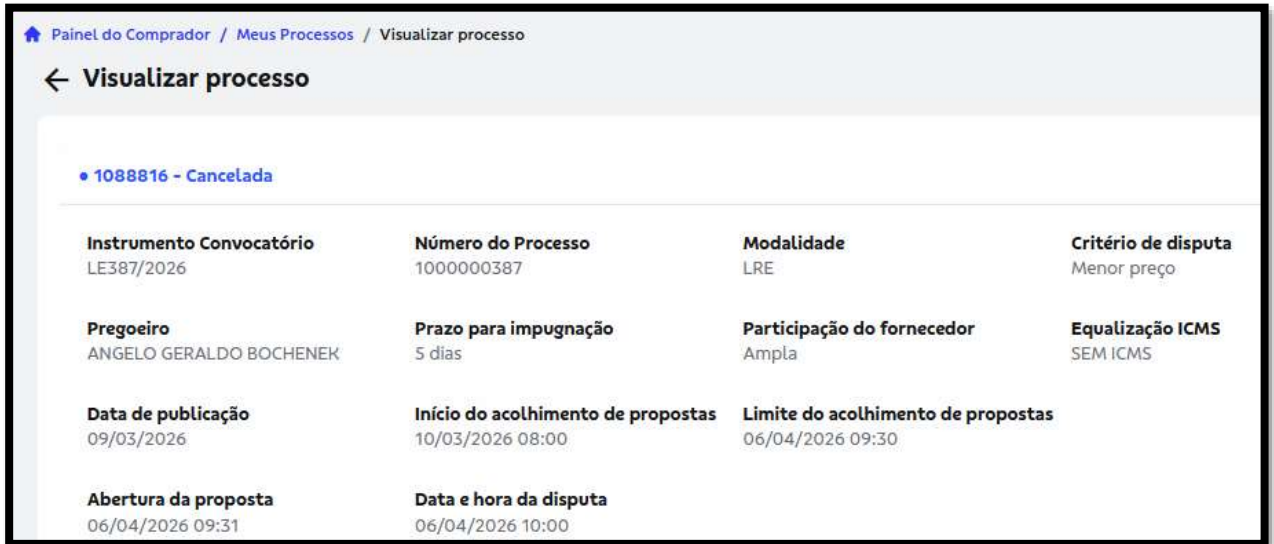 Painel do Comprador / Meus Processos / Visualizar processo
← Visualizar processo
• 1088816 - Cancelada
Instrumento Convocatório Número do Processo Modalidade Critério de disputa
LE387/2026 1000000387 LRE Menor preço
Pregoeiro Prazo para impugnação Participação do fornecedor Equalização ICMS
ANGELO GERALDO BOCHENEK 5 dias Ampla SEM ICMS
Data de publicação Início do acolhimento de propostas Limite do acolhimento de propostas
09/03/2026 10/03/2026 08:00 06/04/2026 09:30
Abertura da proposta Data e hora da disputa
06/04/2026 09:31 06/04/2026 10:00